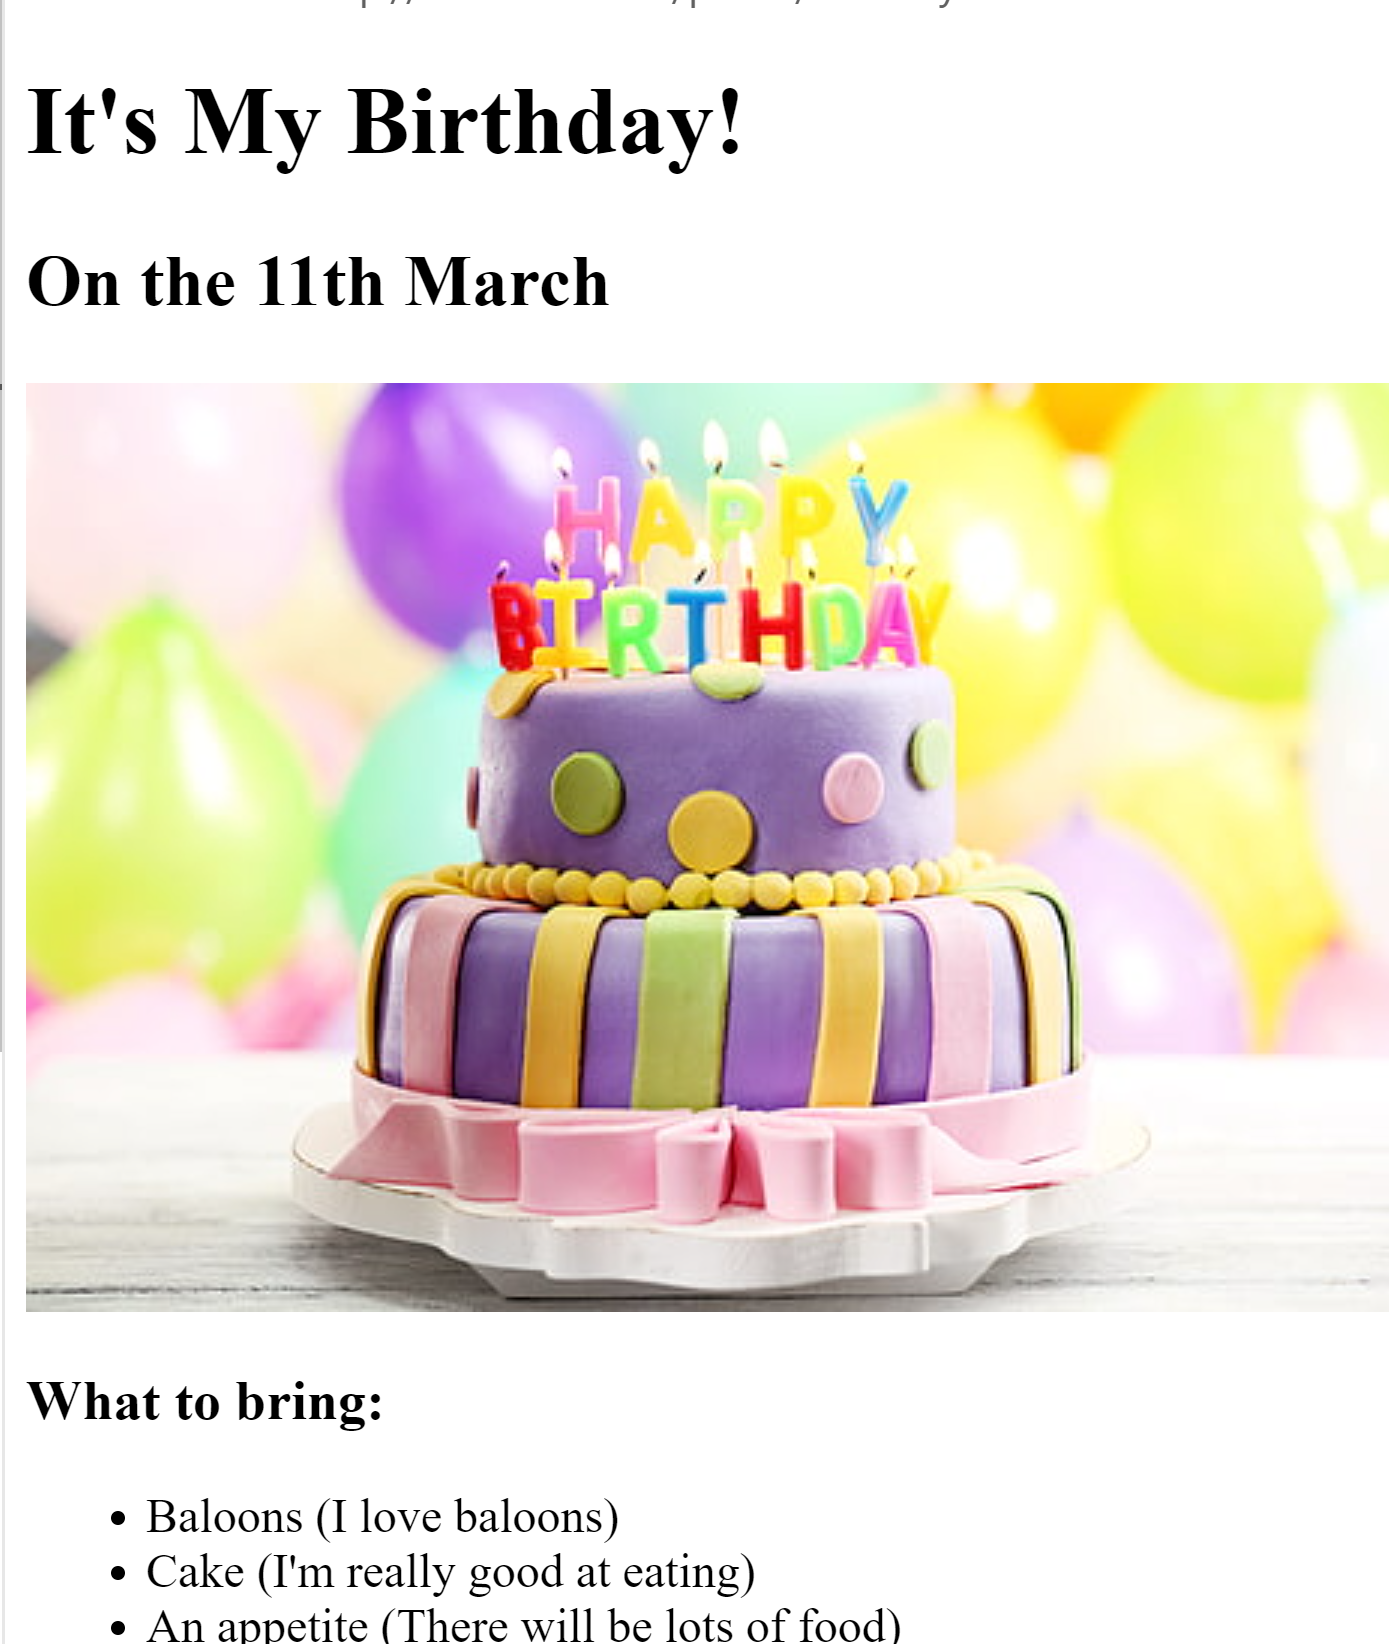 It's My Birthday!
On the 11th March
HAPPY
BIRTHDAY
What to bring:
Baloons (I love baloons)
Cake (I'm really good at eating)
An appetite (There will be lots of food)